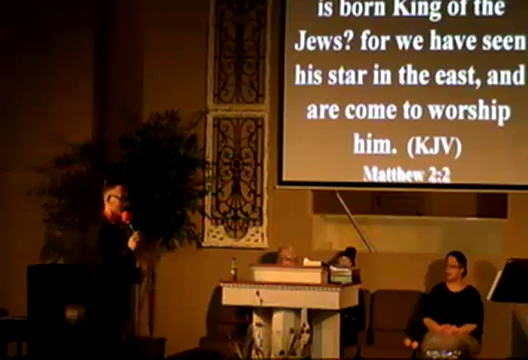 is born King of the
Jews? for we have seen
his star in the east, and
are come to worship
him. (KJV)
Matthew 2:2